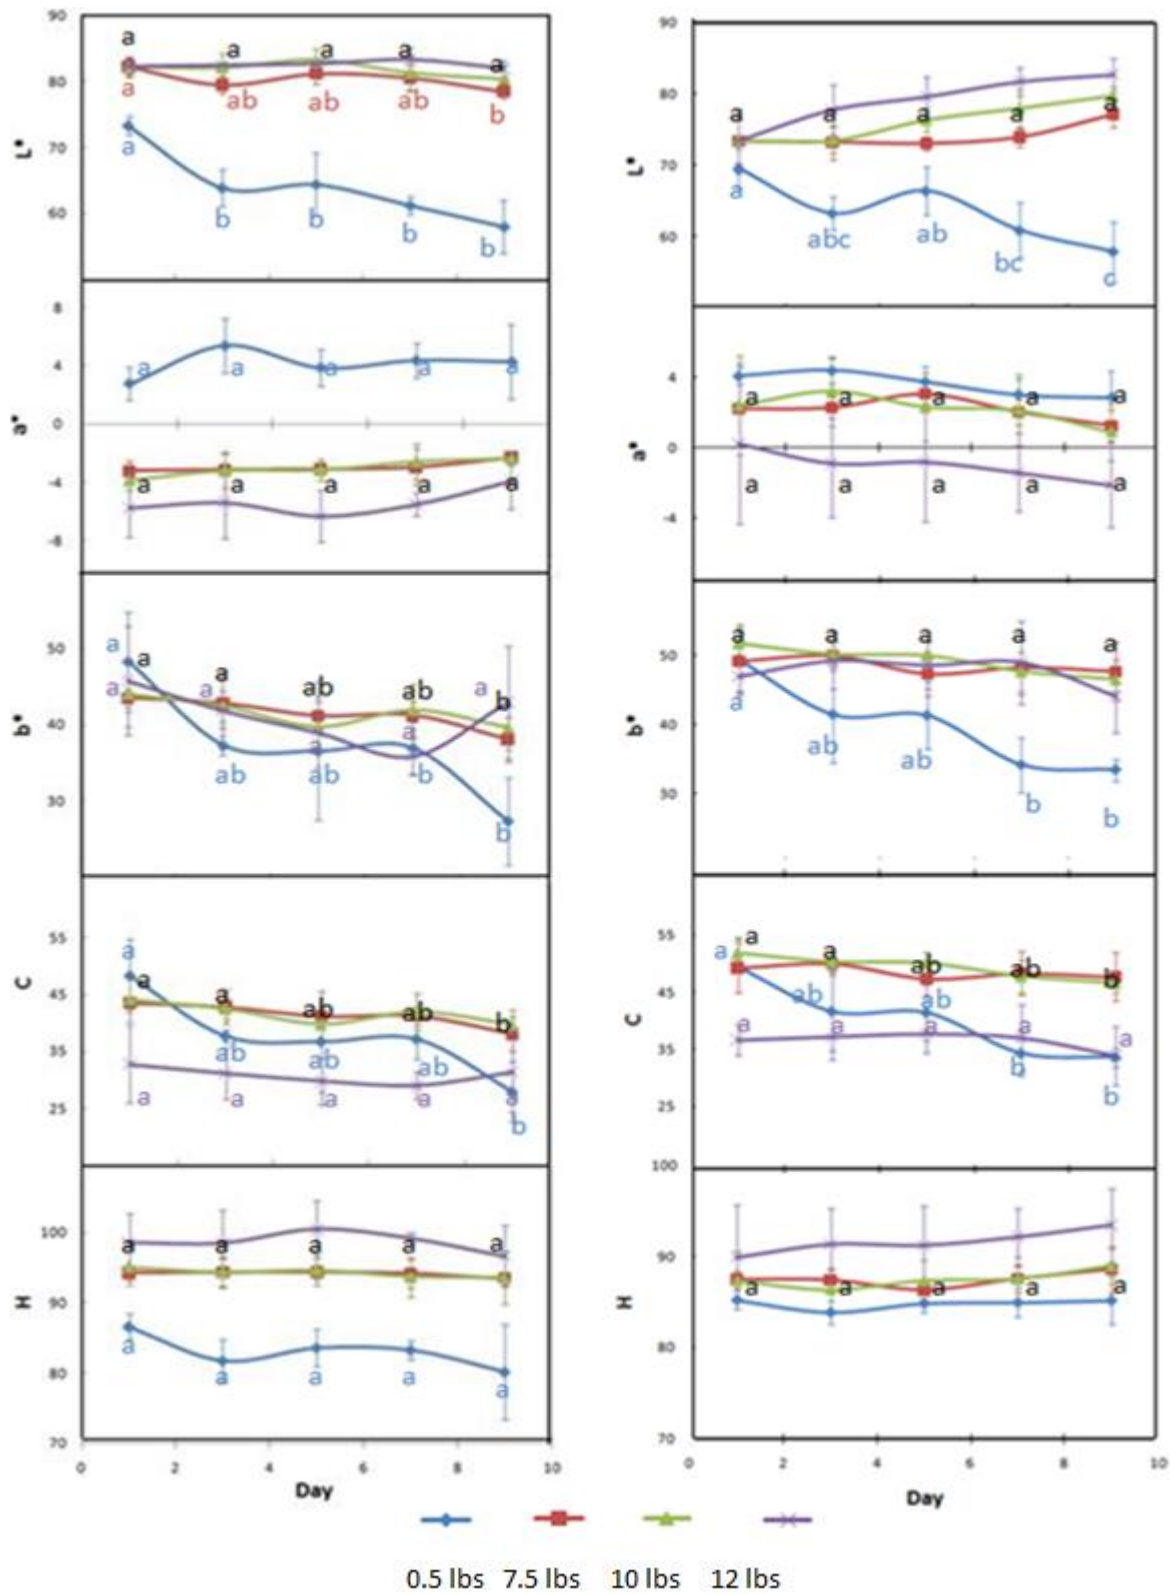 90
a a a a a
80
a ab ab ab b
L*
70
a
60
b b b b
8
4
a a a a a
a*
0
-4
a a a a a
-8
50
a a a a ab ab a b
a
b*
40
a a
ab ab b
30
b
55
a
C
45
a a ab ab b
35
ab ab ab
25
a a a a a
b
100
a a a a a
H
90
80
a a a a a
70
0 2 4 6 8 10
Day
90
80
a a a a a
L*
70
a
abc ab
60
bc c
4
a a a a a
a*
0
a a a a a
-4
50
a a a a a
b*
40
a
ab ab
30
b b
55
a a a ab ab b
45
ab ab
C
35
a a a a a
b b
25
100
90
a a a a a
H
80
70
0 2 4 6 8 10
Day
0.5 lbs 7.5 lbs 10 lbs 12 lbs